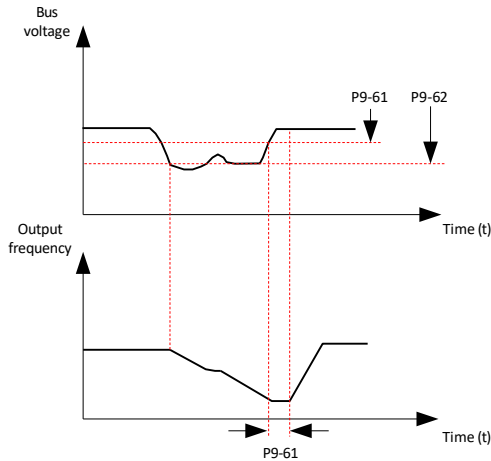 Bus
voltage
P9-61
P9-62
Time (t)
Output
frequency
Time (t)
P9-61